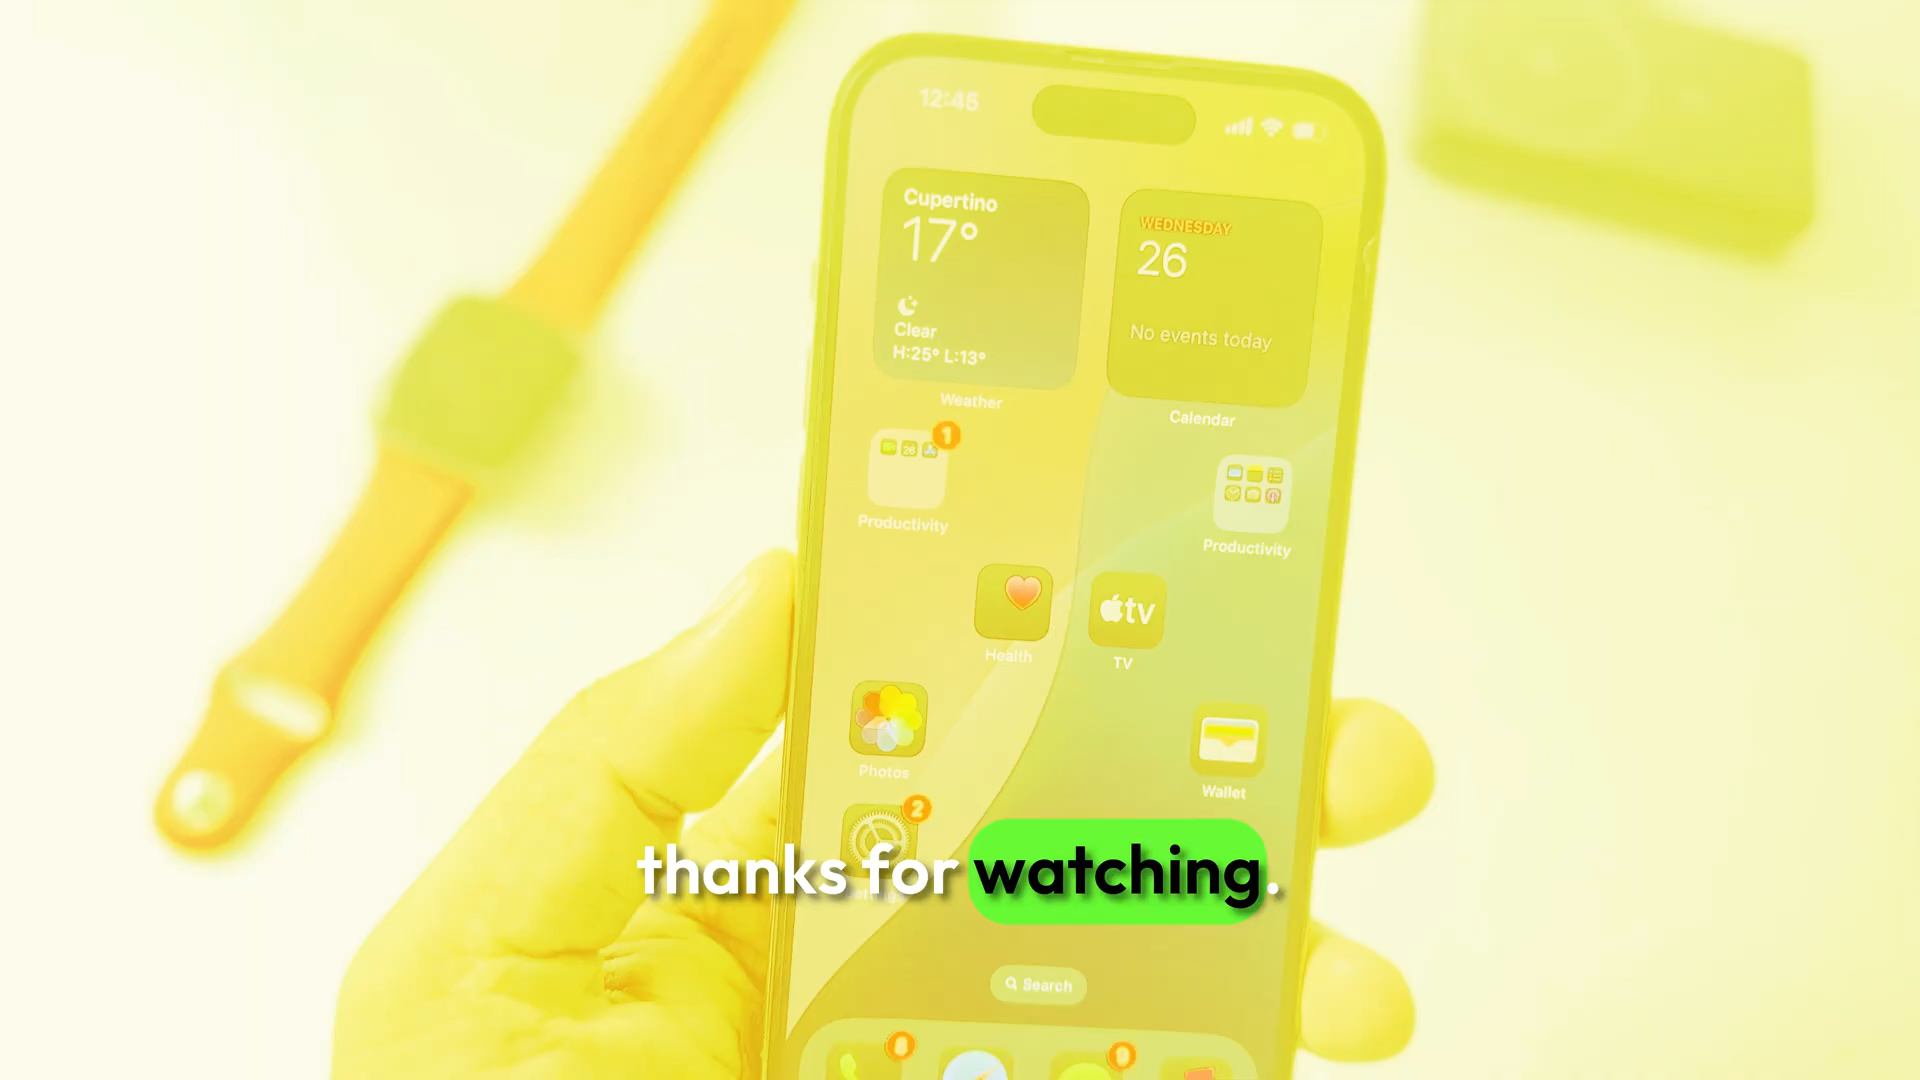 12:45
Cupertino
17°
Clear
H:25° L:13°
Weather
WEDNESDAY
26
No events today
Calendar
1
26
Productivity
Productivity
Health
tv
TV
Photos
Wallet
2
thanks for watching.
Search